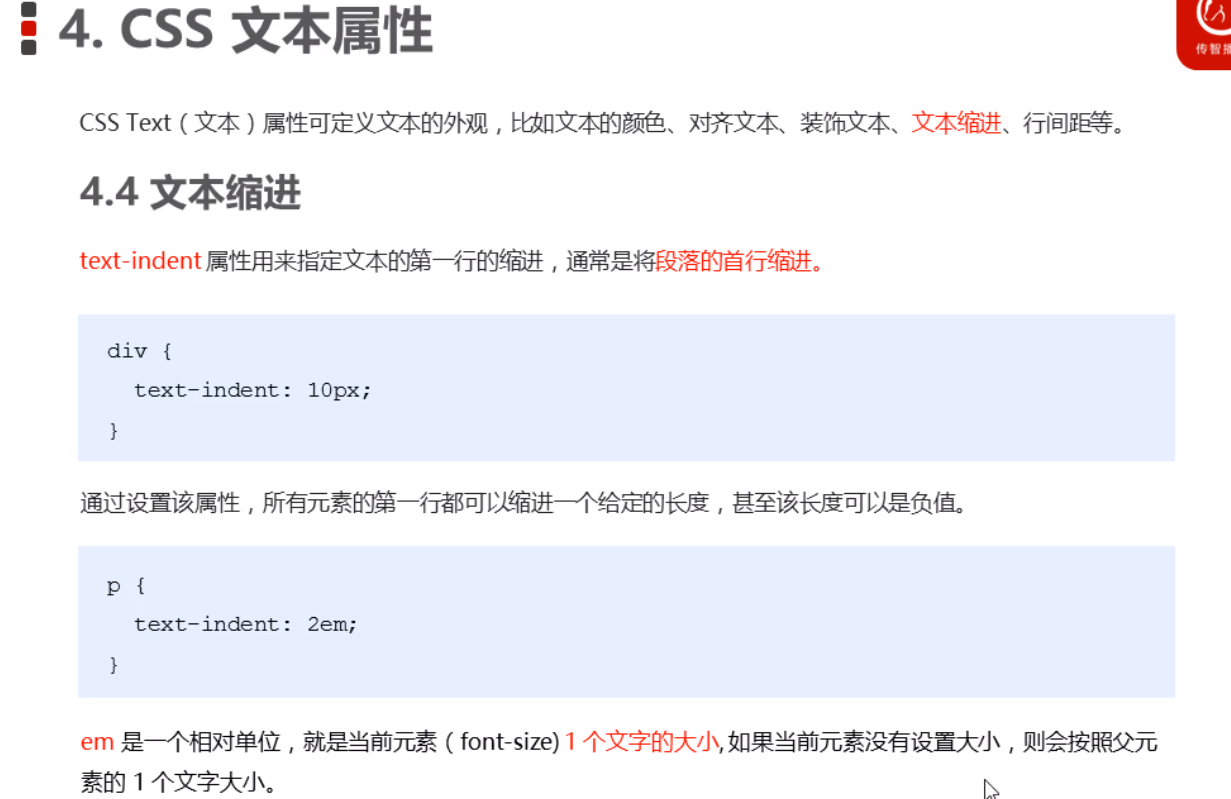 4. CSS 文本属性
传智播
CSS Text（文本）属性可定义文本的外观，比如文本的颜色、对齐文本、装饰文本、文本缩进、行间距等。
4.4 文本缩进
text-indent 属性用来指定文本的第一行的缩进，通常是将段落的首行缩进。
div {
text-indent: 10px;
}
通过设置该属性，所有元素的第一行都可以缩进一个给定的长度，甚至该长度可以是负值。
p {
text-indent: 2em;
}
em 是一个相对单位，就是当前元素（font-size) 1 个文字的大小, 如果当前元素没有设置大小，则会按照父元
素的 1 个文字大小。